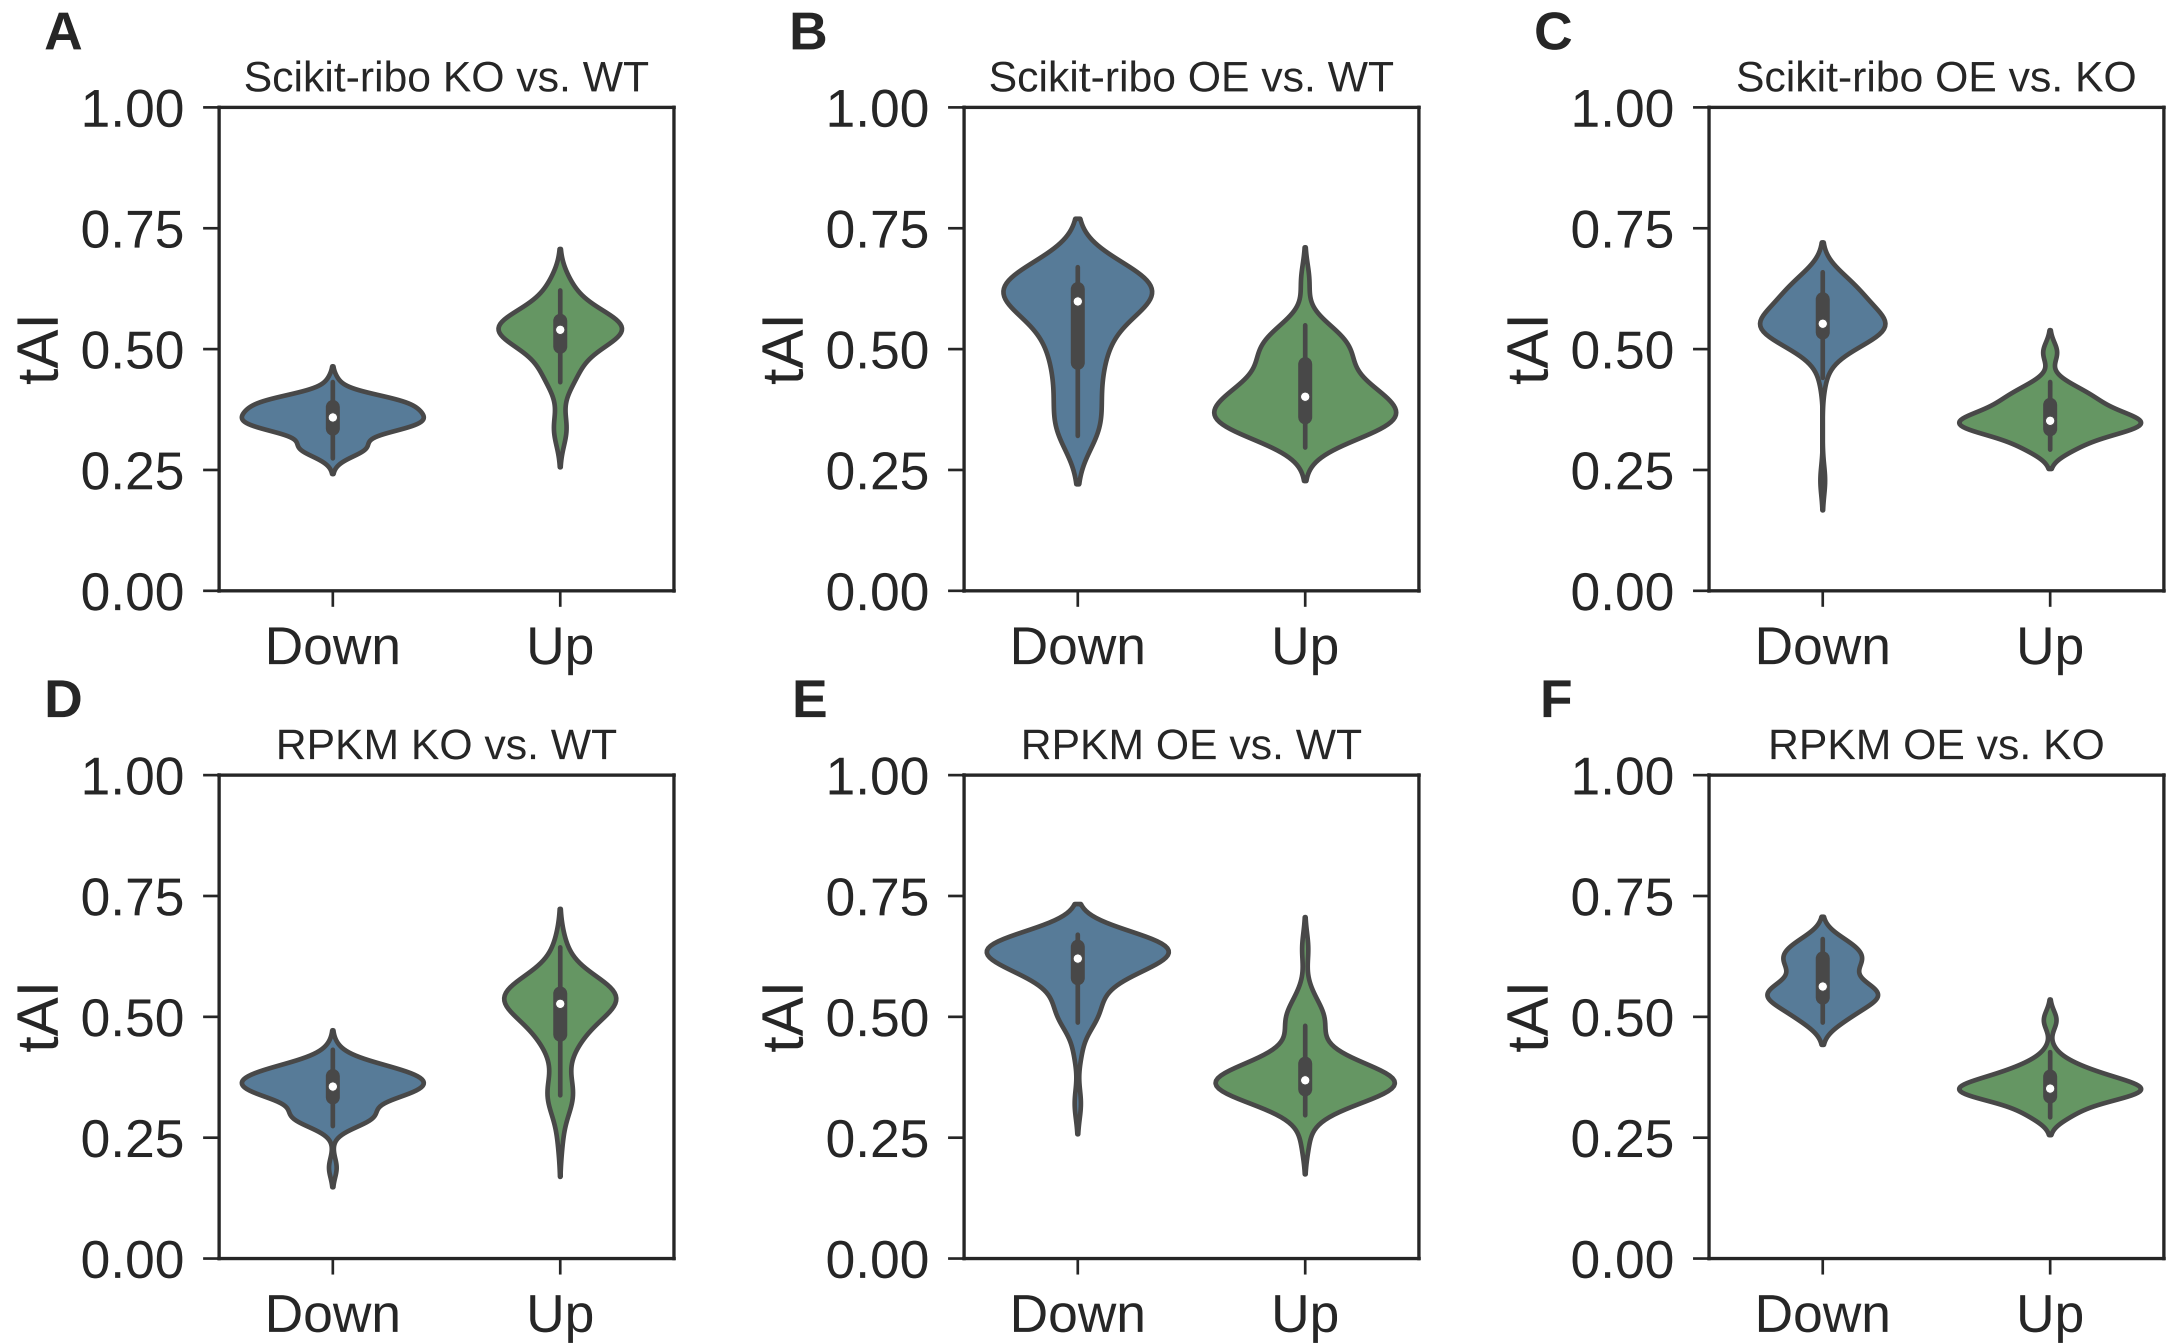 A
Scikit-ribo KO vs. WT
1.00
0.75
0.50
0.25
0.00
tAI
Down Up
B
Scikit-ribo OE vs. WT
1.00
0.75
0.50
0.25
0.00
tAI
Down Up
C
Scikit-ribo OE vs. KO
1.00
0.75
0.50
0.25
0.00
tAI
Down Up
D
RPKM KO vs. WT
1.00
0.75
0.50
0.25
0.00
tAI
Down Up
E
RPKM OE vs. WT
1.00
0.75
0.50
0.25
0.00
tAI
Down Up
F
RPKM OE vs. KO
1.00
0.75
0.50
0.25
0.00
tAI
Down Up